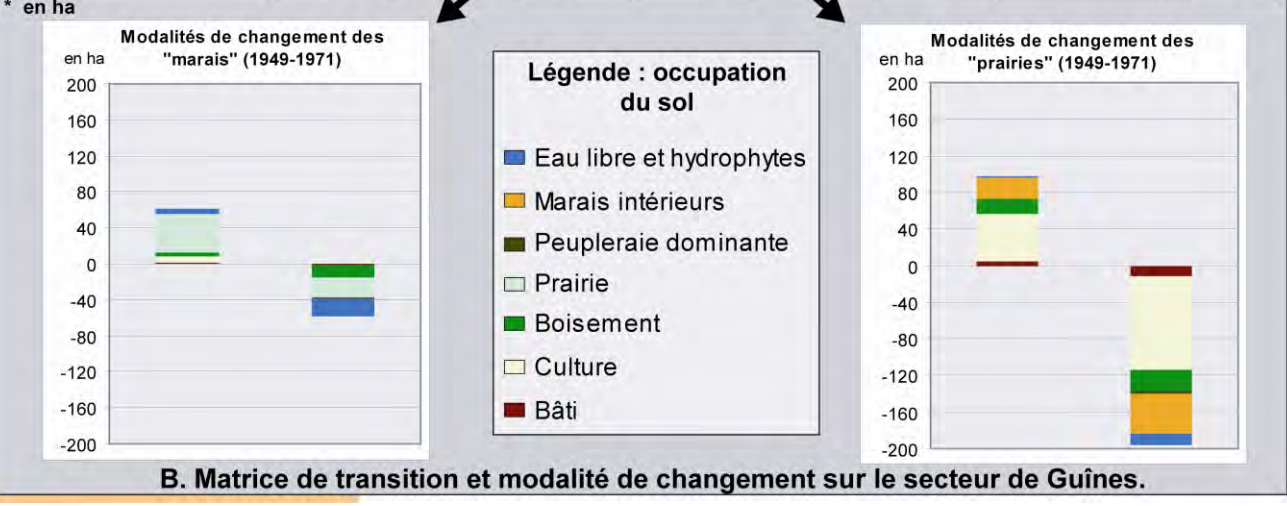 * en ha
Modalités de changement des
"marais" (1949-1971)
en ha
200
160
120
80
40
0
-40
-80
-120
-160
-200
Légende : occupation
du sol
Eau libre et hydrophytes
Marais intérieurs
Peupleraie dominante
Prairie
Boisement
Culture
Bâti
Modalités de changement des
"prairies" (1949-1971)
en ha
200
160
120
80
40
0
-40
-80
-120
-160
-200
B. Matrice de transition et modalité de changement sur le secteur de Guînes.